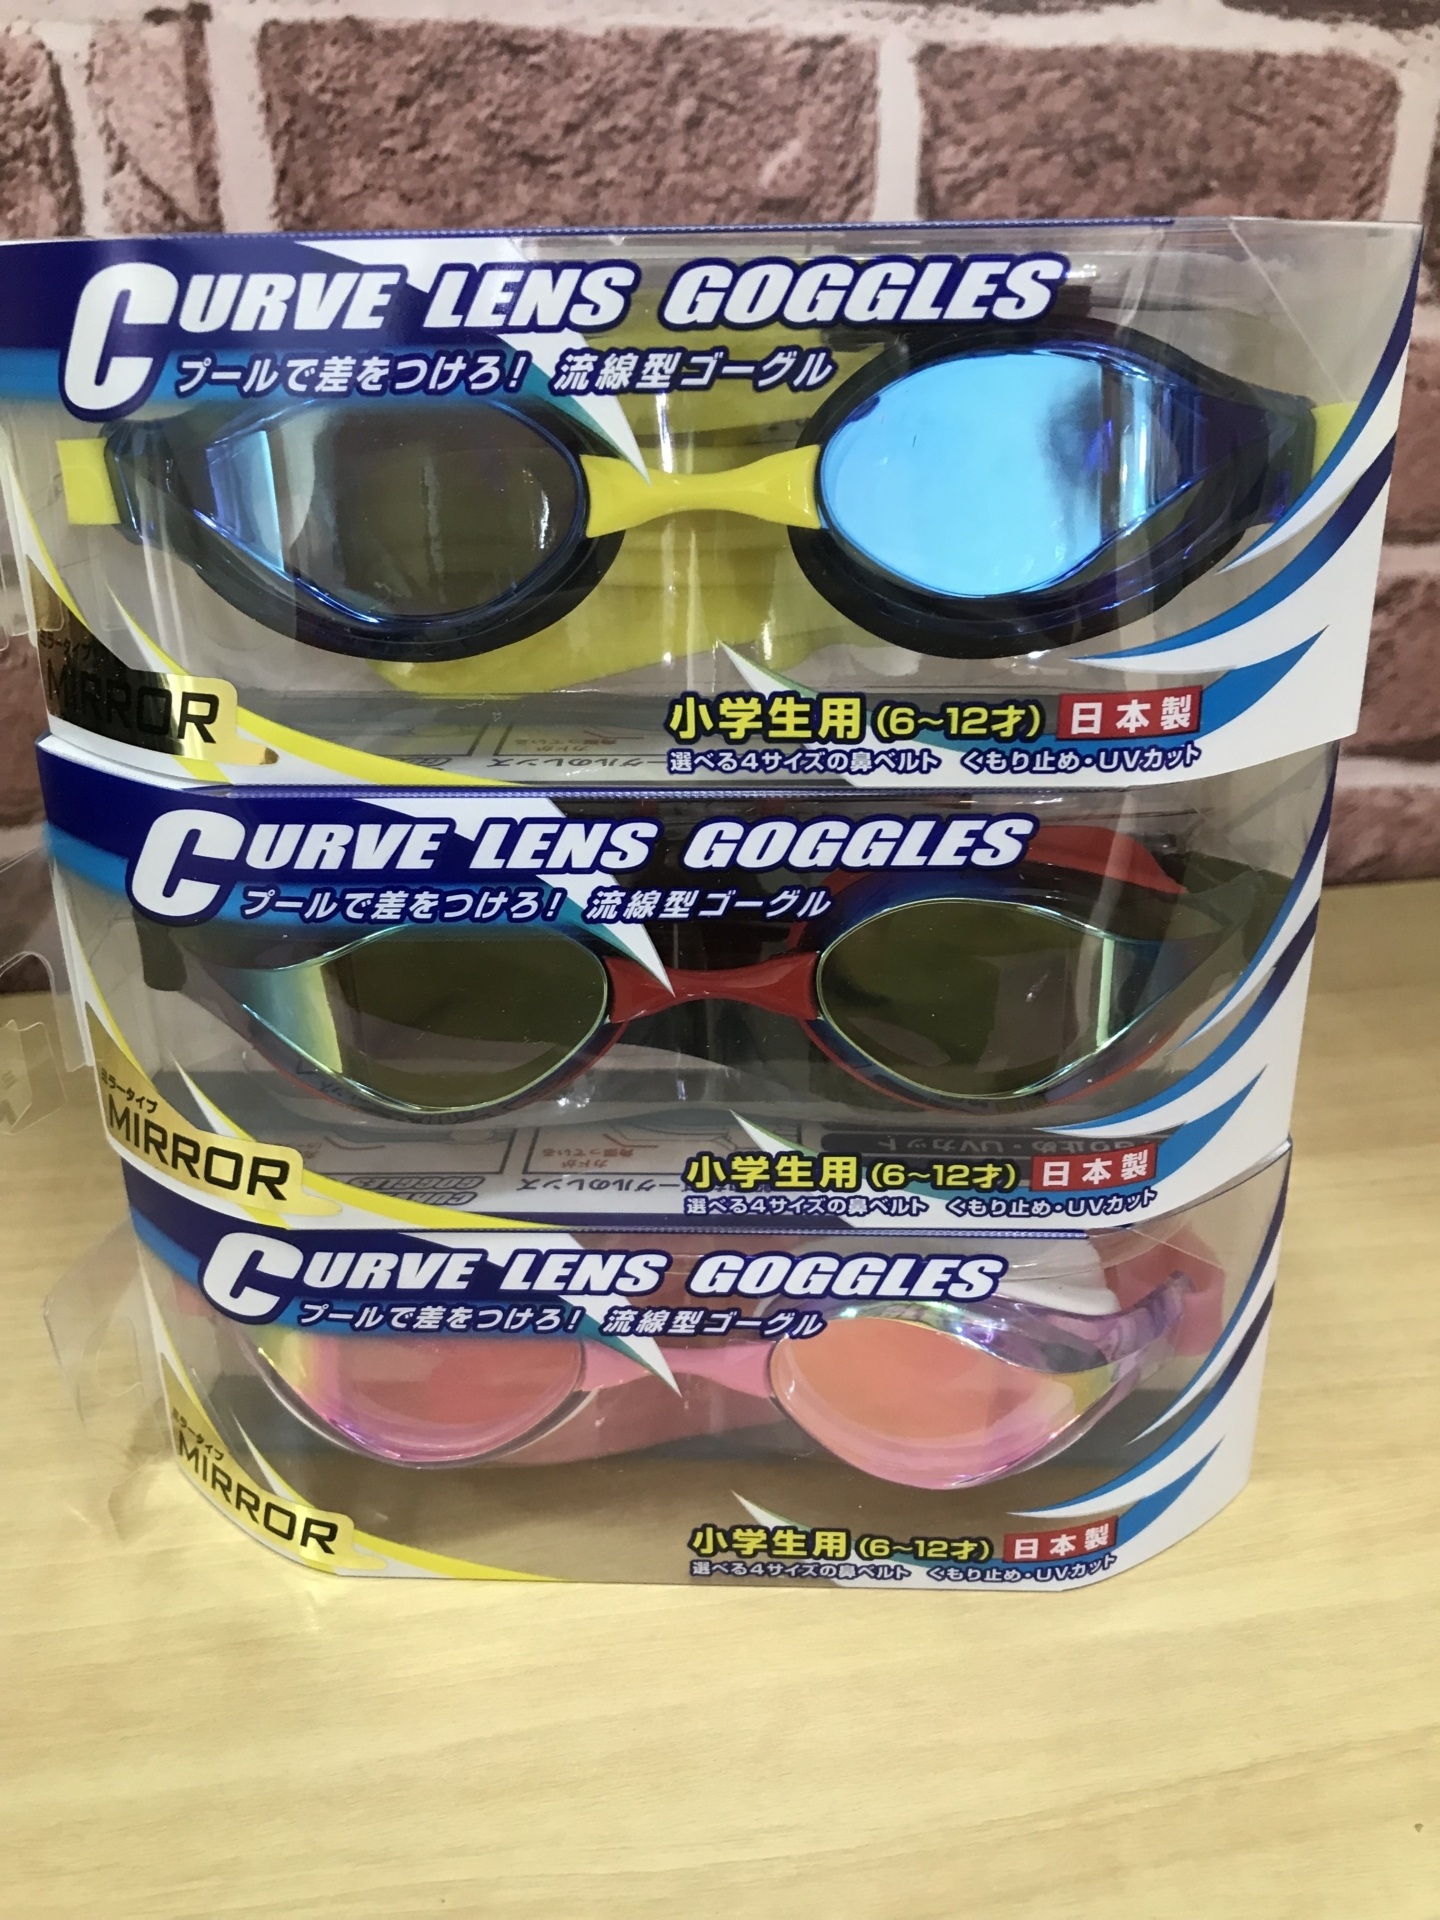 CURVE LENS GOGGLES
プールで差をつけろ! 流線型ゴーグル
ミラータイプ
MIRROR
小学生用(6〜12才) 日本製
選べる4サイズの鼻ベルト くもり止め・UVカット
CURVE LENS GOGGLES
プールで差をつけろ! 流線型ゴーグル
ミラータイプ
MIRROR
小学生用(6〜12才) 日本製
選べる4サイズの鼻ベルト くもり止め・UVカット
CURVE LENS GOGGLES
プールで差をつけろ! 流線型ゴーグル
ミラータイプ
MIRROR
小学生用(6〜12才) 日本製
選べる4サイズの鼻ベルト くもり止め・UVカット